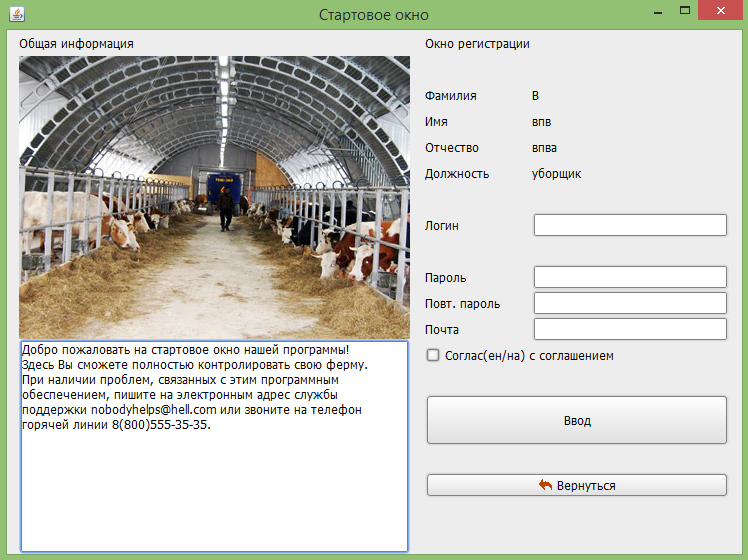 Стартовое окно
Общая информация
Добро пожаловать на стартовое окно нашей программы!
Здесь Вы сможете полностью контролировать свою ферму.
При наличии проблем, связанных с этим программным
обеспечением, пишите на электронным адрес службы
поддержки nobodyhelps@hell.com или звоните на телефон
горячей линии 8(800)555-35-35.
Окно регистрации
Фамилия В
Имя впв
Отчество впва
Должность уборщик
Логин
Пароль
Повт. пароль
Почта
Соглас(ен/на) с соглашением
Ввод
Вернуться